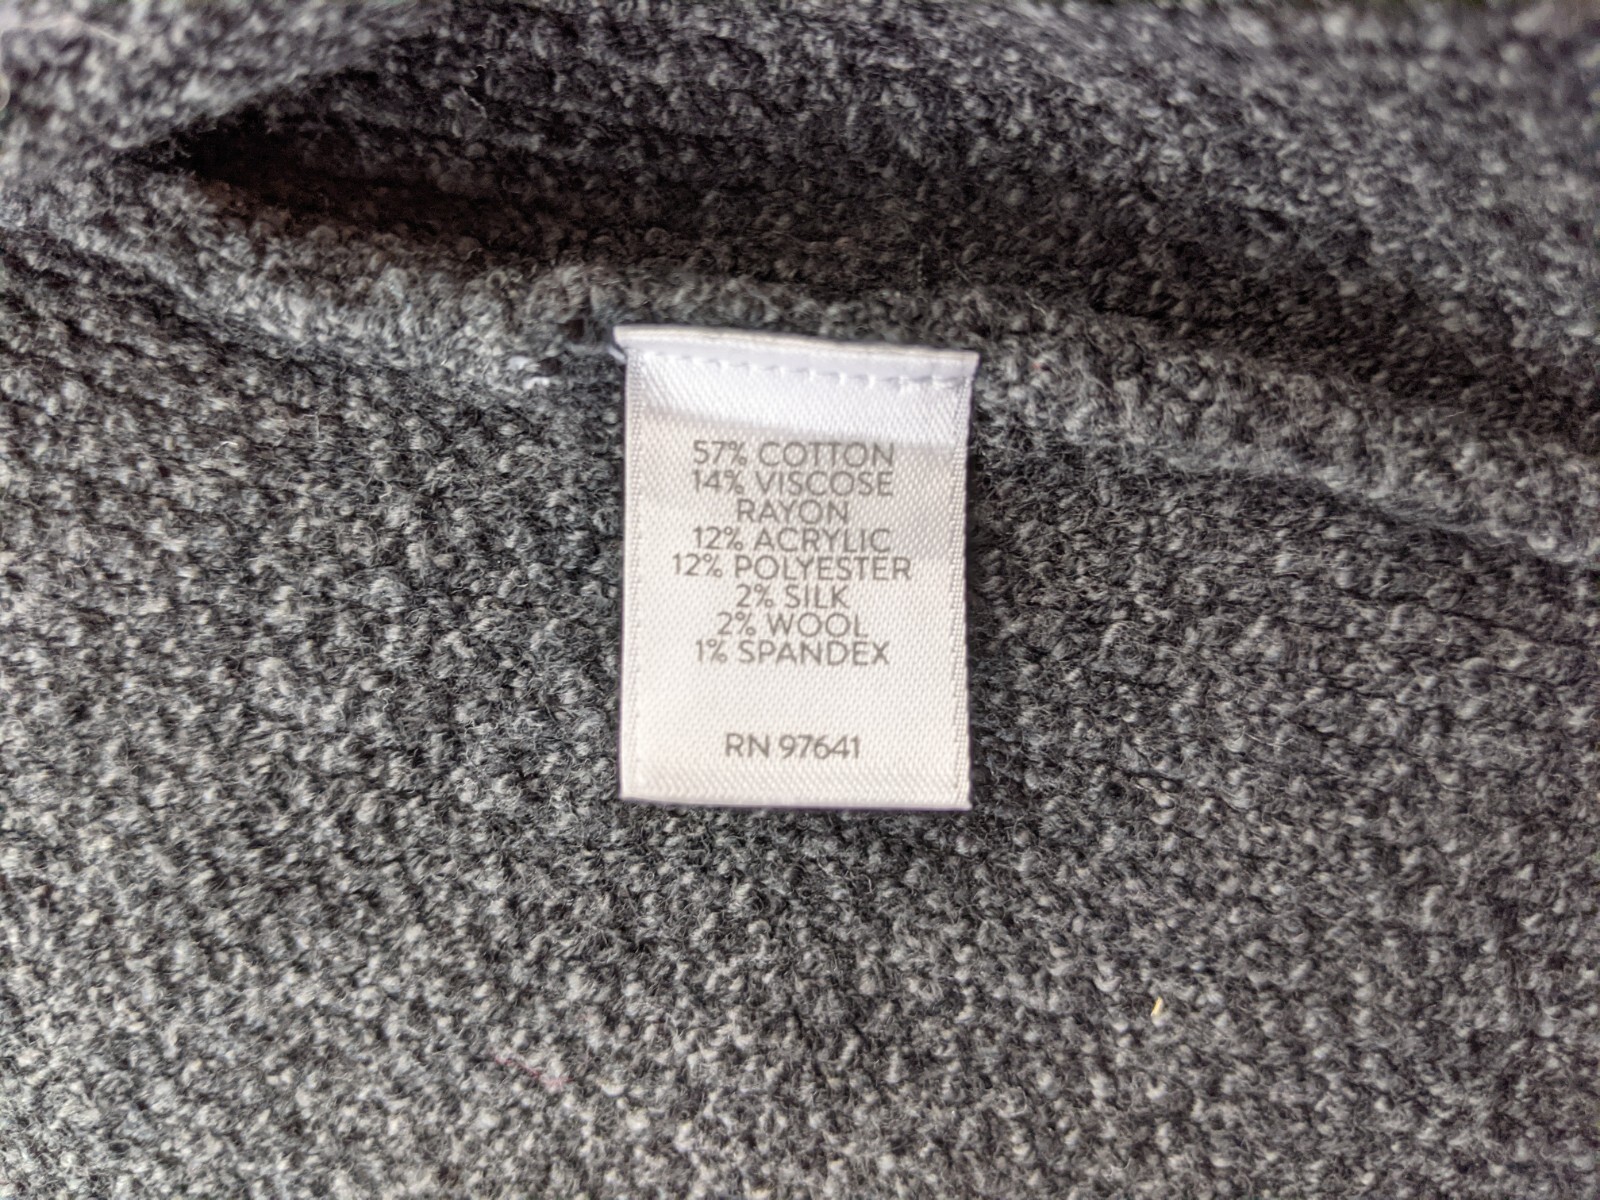 57% COTTON
14% VISCOSE
RAYON
12% ACRYLIC
12% POLYESTER
2% SILK
2% WOOL
1% SPANDEX
RN 97641